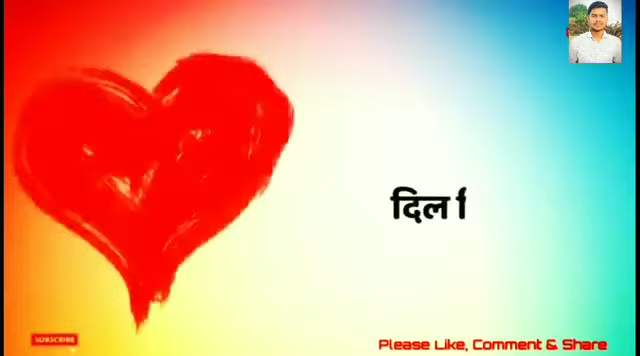 दिल ि
SUBSCRIBE
Please Like, Comment & Share